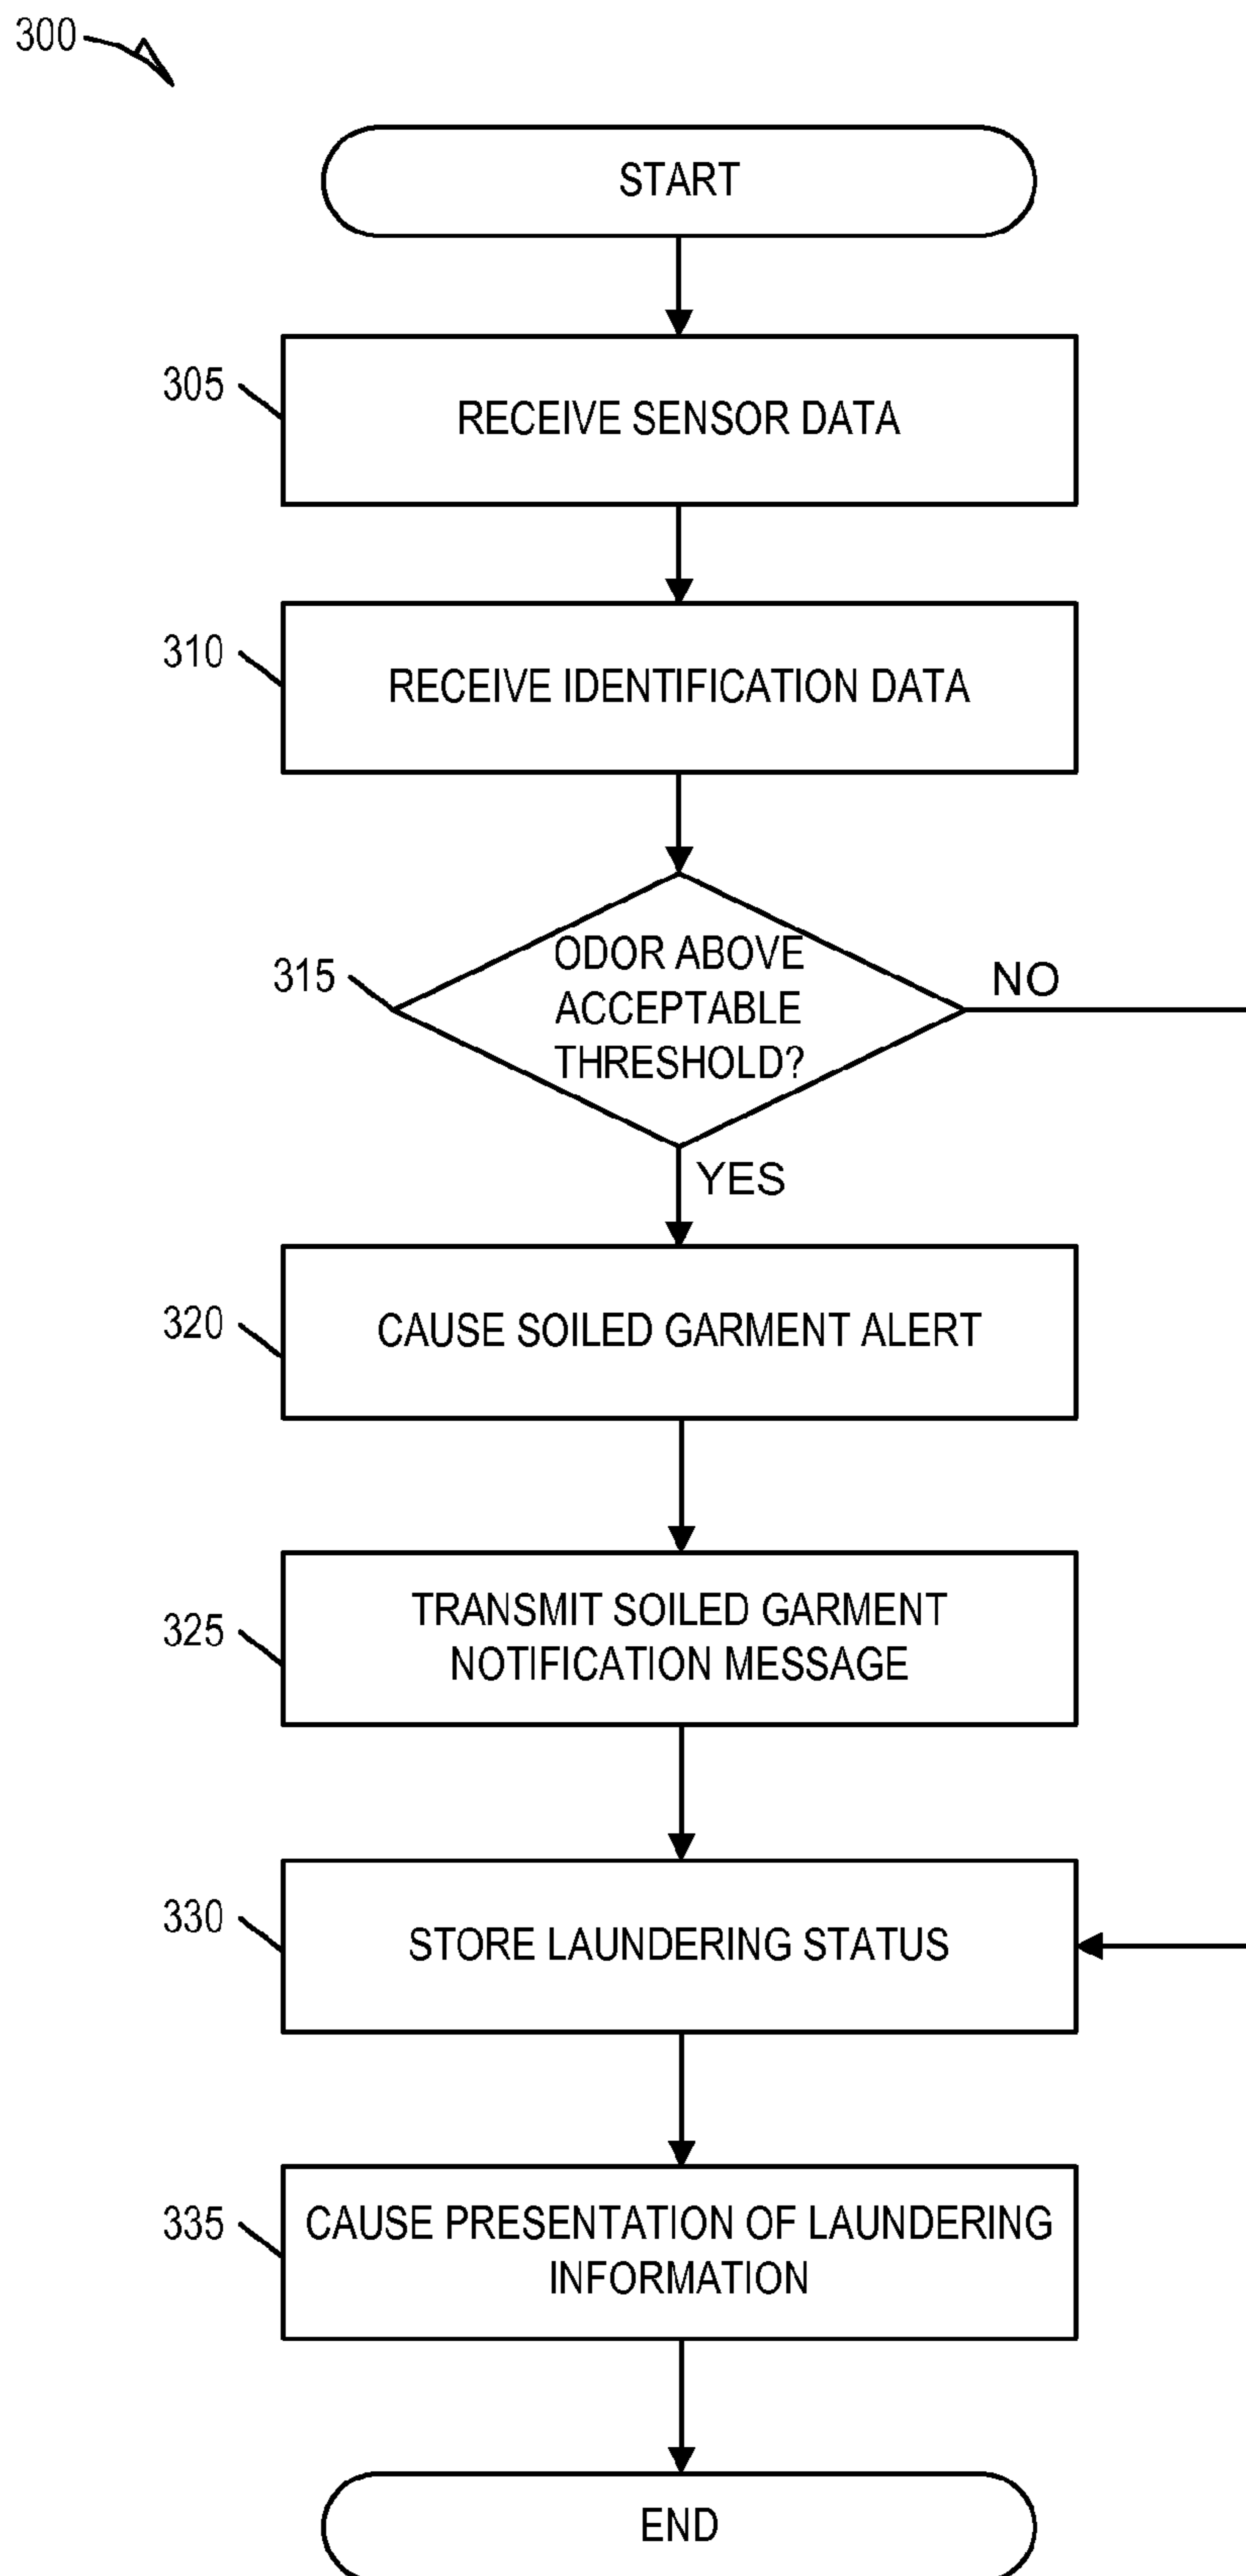 300
START
305
RECEIVE SENSOR DATA
310
RECEIVE IDENTIFICATION DATA
315
ODOR ABOVE
ACCEPTABLE
THRESHOLD?
NO
YES
320
CAUSE SOILED GARMENT ALERT
325
TRANSMIT SOILED GARMENT
NOTIFICATION MESSAGE
330
STORE LAUNDERING STATUS
335
CAUSE PRESENTATION OF LAUNDERING
INFORMATION
END